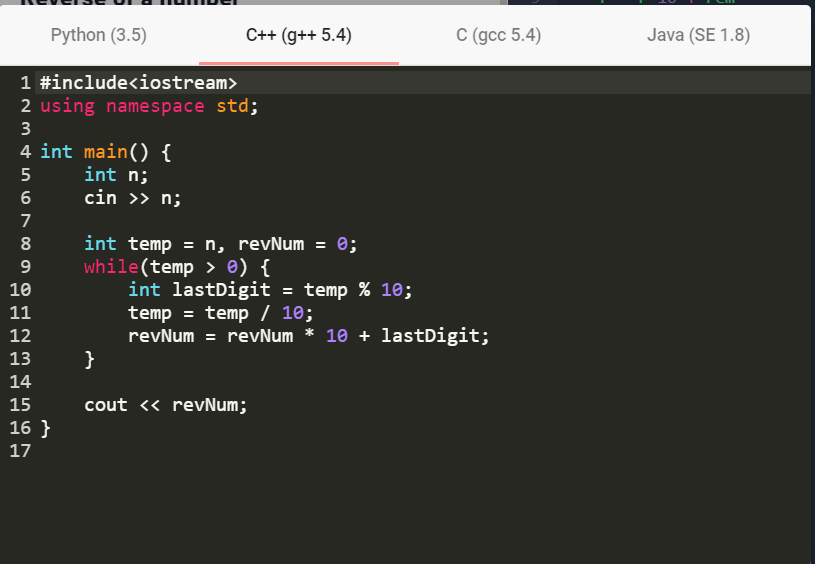 Reverse of a number
Python (3.5) C++ (g++ 5.4) C (gcc 5.4) Java (SE 1.8)
1 #include<iostream>
2 using namespace std;
3
4 int main() {
5     int n;
6     cin >> n;
7
8     int temp = n, revNum = 0;
9     while(temp > 0) {
10         int lastDigit = temp % 10;
11         temp = temp / 10;
12         revNum = revNum * 10 + lastDigit;
13     }
14
15     cout << revNum;
16 }
17